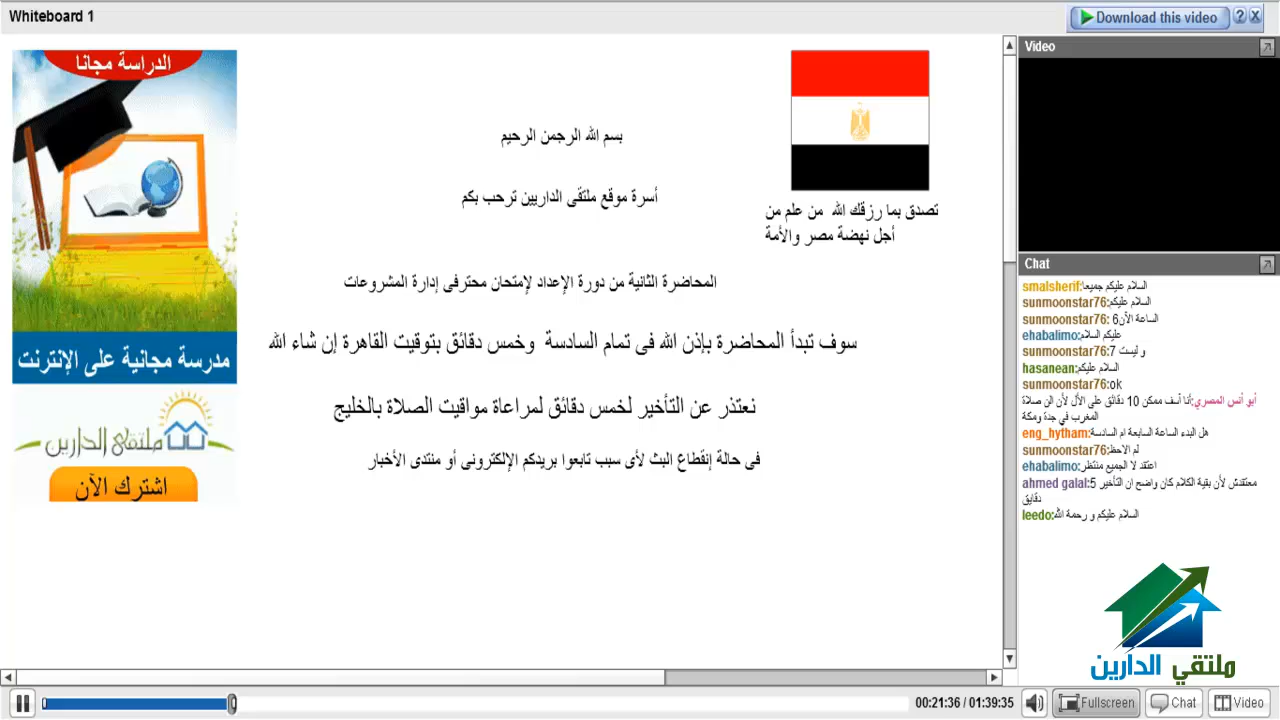 Whiteboard 1
Download this video
? X
الدراسة مجانا
مدرسة مجانية على الإنترنت
ملتقى الدارين
اشترك الآن
بسم الله الرجمن الرحيم
أسرة موقع ملتقى الداريين ترحب بكم
تصدق بما رزقك الله من علم من
أجل نهضة مصر والأمة
المحاضرة الثانية من دورة الإعداد لإمتحان محترفى إدارة المشروعات
سوف تبدأ المحاضرة بإذن الله فى تمام السادسة وخمس دقائق بتوقيت القاهرة إن شاء الله
نعتذر عن التأخير لخمس دقائق لمراعاة مواقيت الصلاة بالخليج
فى حالة إنقطاع البث لأى سبب تابعوا بريدكم الإلكترونى أو منتدى الأخبار
Video
Chat
smalsherif:السلام عليكم جميعا
sunmoonstar76:السلام عليكم
sunmoonstar76: الساعة الأن6
ehabalimo:عليكم السلام
sunmoonstar76:و ليست 7
hasanean:السلام عليكم
sunmoonstar76:ok
أبو أنس المصري:أنا أسف ممكن 10 دقائق على الأل لأن الن صلاة
المغرب في جدة ومكة
eng_hytham:هل البدء الساعة السابعة ام السادسة
sunmoonstar76:لم الاحظ
ehabalimo:اعتقد لا الجميع منتظر
ahmed galal:معتقدش لأن بقية الكلام كان واضح ان التأخير 5
دقايق
leedo:السلام عليكم و رحمة الله
ملتقي الدارين
00:21:36 / 01:39:35
Fullscreen
Chat
Video